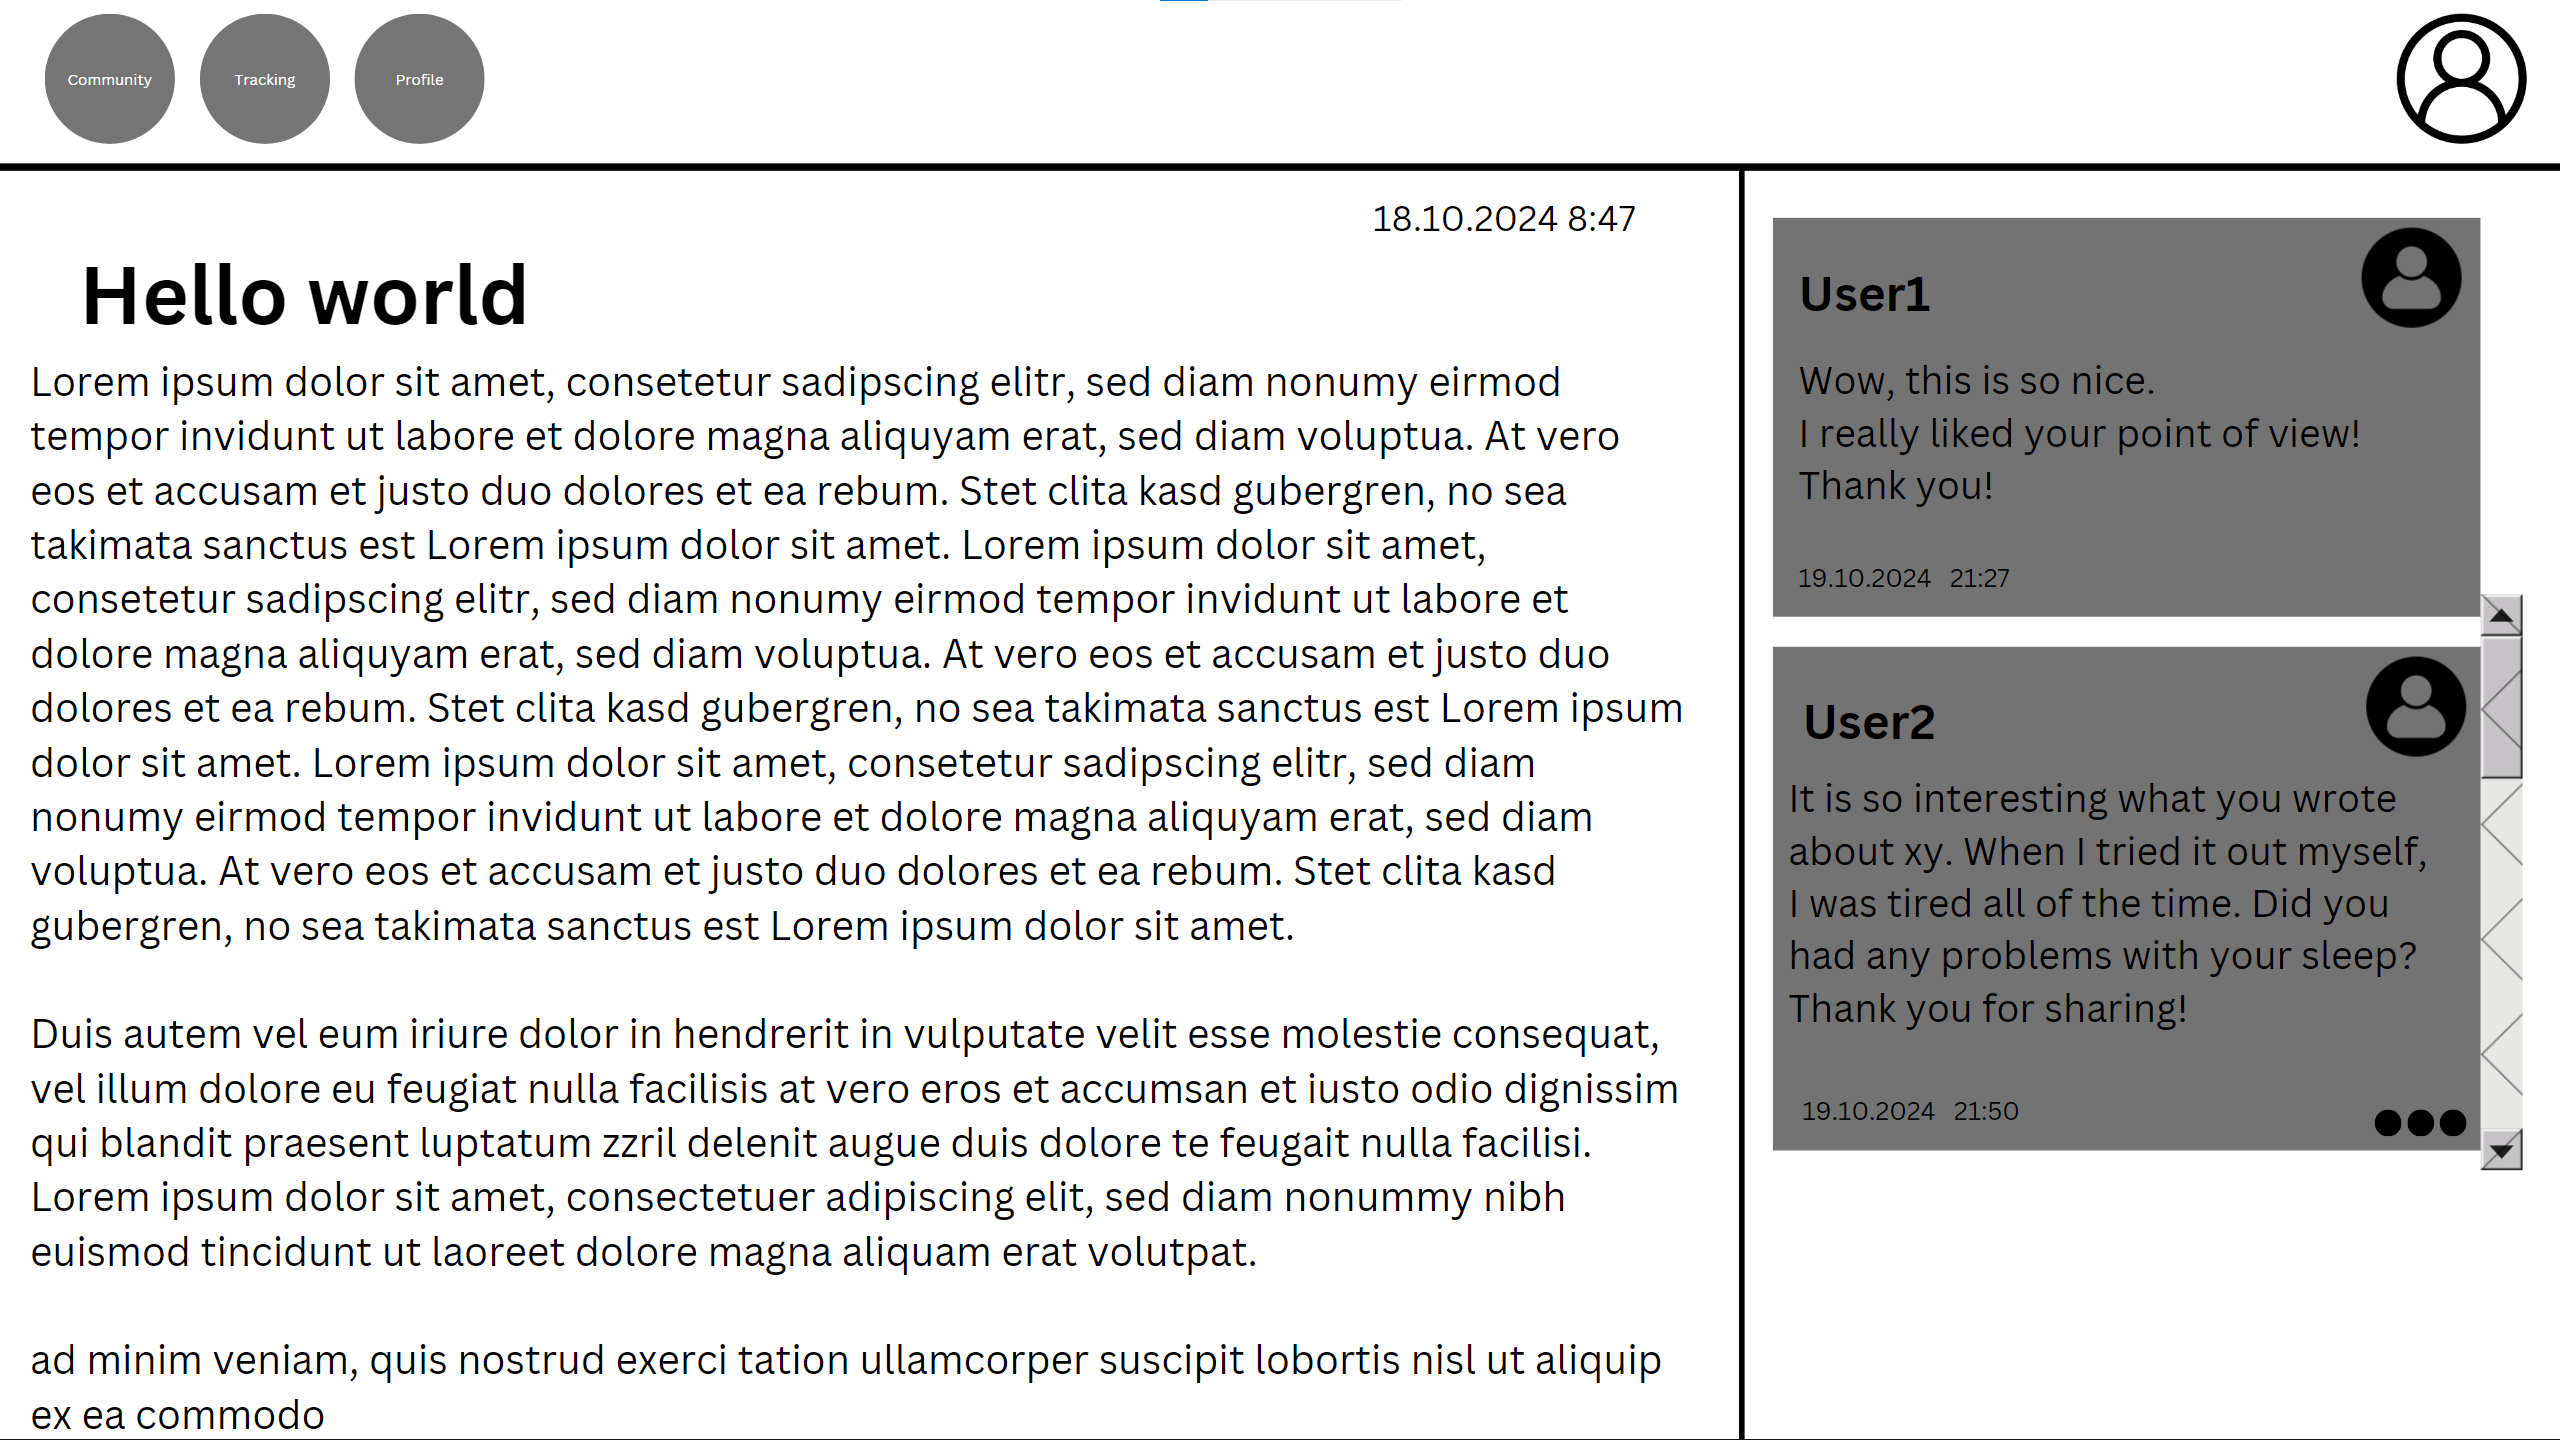 Community Tracking Profile
18.10.2024 8:47
Hello world
Lorem ipsum dolor sit amet, consetetur sadipscing elitr, sed diam nonumy eirmod
tempor invidunt ut labore et dolore magna aliquyam erat, sed diam voluptua. At vero
eos et accusam et justo duo dolores et ea rebum. Stet clita kasd gubergren, no sea
takimata sanctus est Lorem ipsum dolor sit amet. Lorem ipsum dolor sit amet,
consetetur sadipscing elitr, sed diam nonumy eirmod tempor invidunt ut labore et
dolore magna aliquyam erat, sed diam voluptua. At vero eos et accusam et justo duo
dolores et ea rebum. Stet clita kasd gubergren, no sea takimata sanctus est Lorem ipsum
dolor sit amet. Lorem ipsum dolor sit amet, consetetur sadipscing elitr, sed diam
nonumy eirmod tempor invidunt ut labore et dolore magna aliquyam erat, sed diam
voluptua. At vero eos et accusam et justo duo dolores et ea rebum. Stet clita kasd
gubergren, no sea takimata sanctus est Lorem ipsum dolor sit amet.
Duis autem vel eum iriure dolor in hendrerit in vulputate velit esse molestie consequat,
vel illum dolore eu feugiat nulla facilisis at vero eros et accumsan et iusto odio dignissim
qui blandit praesent luptatum zzril delenit augue duis dolore te feugait nulla facilisi.
Lorem ipsum dolor sit amet, consectetuer adipiscing elit, sed diam nonummy nibh
euismod tincidunt ut laoreet dolore magna aliquam erat volutpat.
ad minim veniam, quis nostrud exerci tation ullamcorper suscipit lobortis nisl ut aliquip
ex ea commodo
User1
Wow, this is so nice.
I really liked your point of view!
Thank you!
19.10.2024 21:27
User2
It is so interesting what you wrote
about xy. When I tried it out myself,
I was tired all of the time. Did you
had any problems with your sleep?
Thank you for sharing!
19.10.2024 21:50